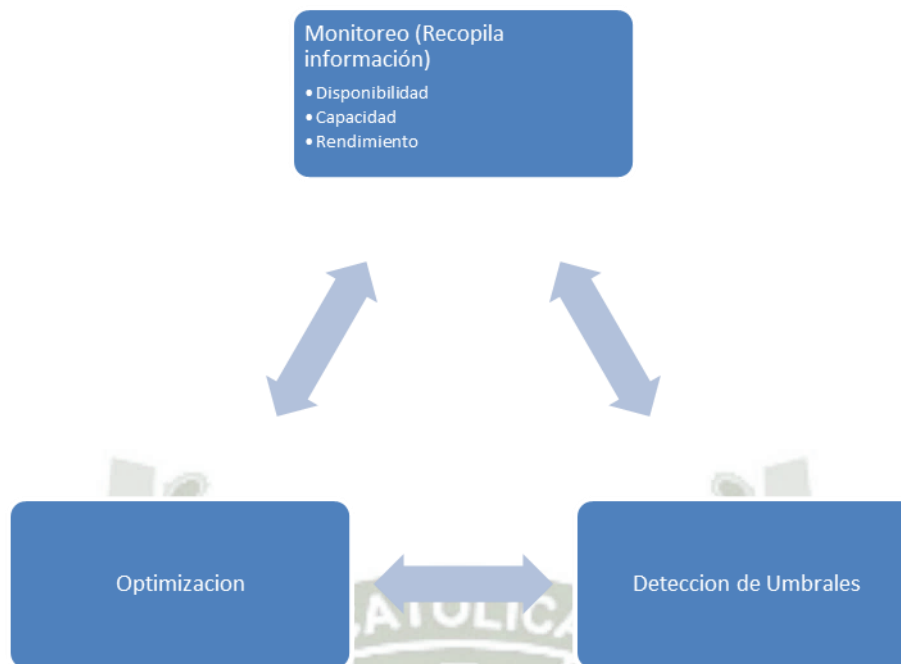 Monitoreo (Recopila
información)
• Disponibilidad
• Capacidad
• Rendimiento
Optimizacion
Deteccion de Umbrales